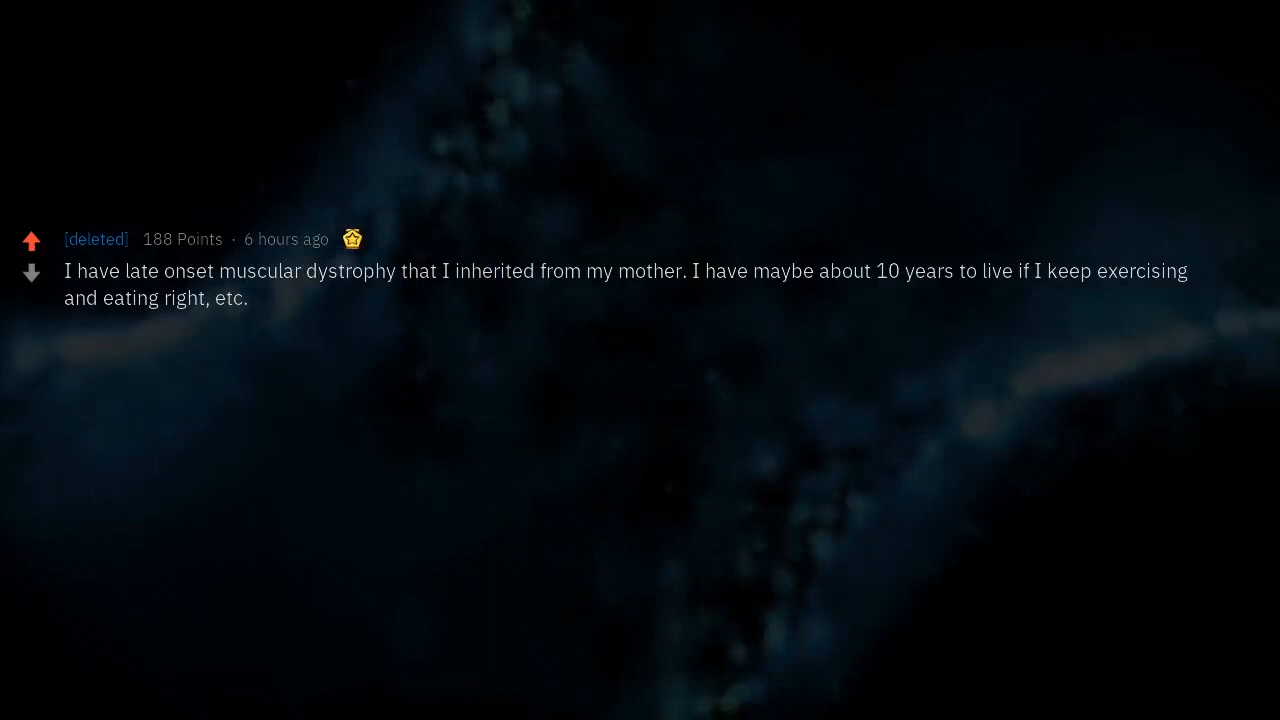 [deleted] 188 Points · 6 hours ago
I have late onset muscular dystrophy that I inherited from my mother. I have maybe about 10 years to live if I keep exercising
and eating right, etc.